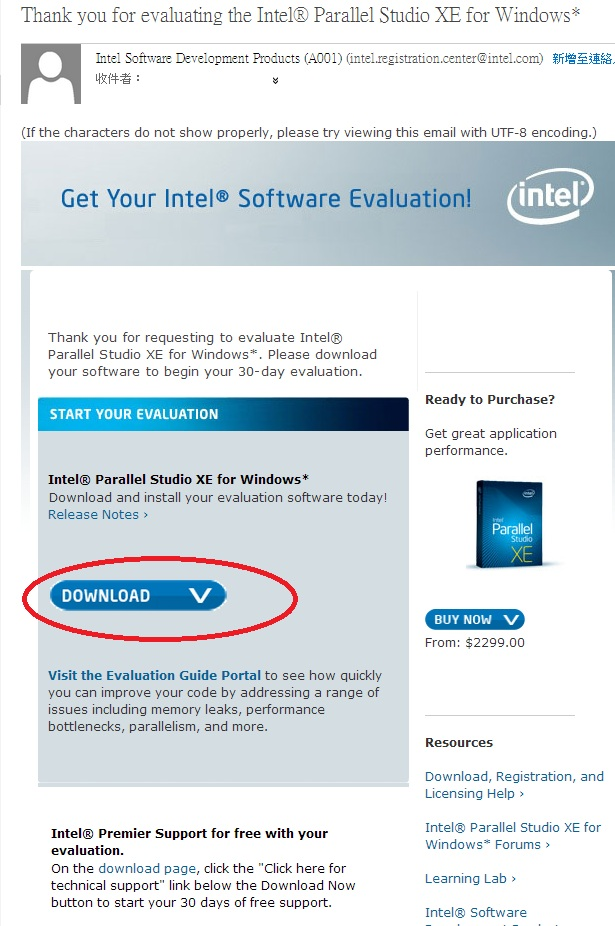 Thank you for evaluating the Intel® Parallel Studio XE for Windows*
Intel Software Development Products (A001) (intel.registration.center@intel.com) 新增至連絡
收件者：
(If the characters do not show properly, please try viewing this email with UTF-8 encoding.)
Get Your Intel® Software Evaluation!
intel
Thank you for requesting to evaluate Intel®
Parallel Studio XE for Windows*. Please download
your software to begin your 30-day evaluation.
START YOUR EVALUATION
Intel® Parallel Studio XE for Windows*
Download and install your evaluation software today!
Release Notes ›
DOWNLOAD
Visit the Evaluation Guide Portal to see how quickly
you can improve your code by addressing a range of
issues including memory leaks, performance
bottlenecks, parallelism, and more.
Intel® Premier Support for free with your
evaluation.
On the download page, click the "Click here for
technical support" link below the Download Now
button to start your 30 days of free support.
Ready to Purchase?
Get great application
performance.
intel
Intel
Parallel
Studio
XE
BUY NOW
From: $2299.00
Resources
Download, Registration, and
Licensing Help ›
Intel® Parallel Studio XE for
Windows* Forums ›
Learning Lab ›
Intel® Software